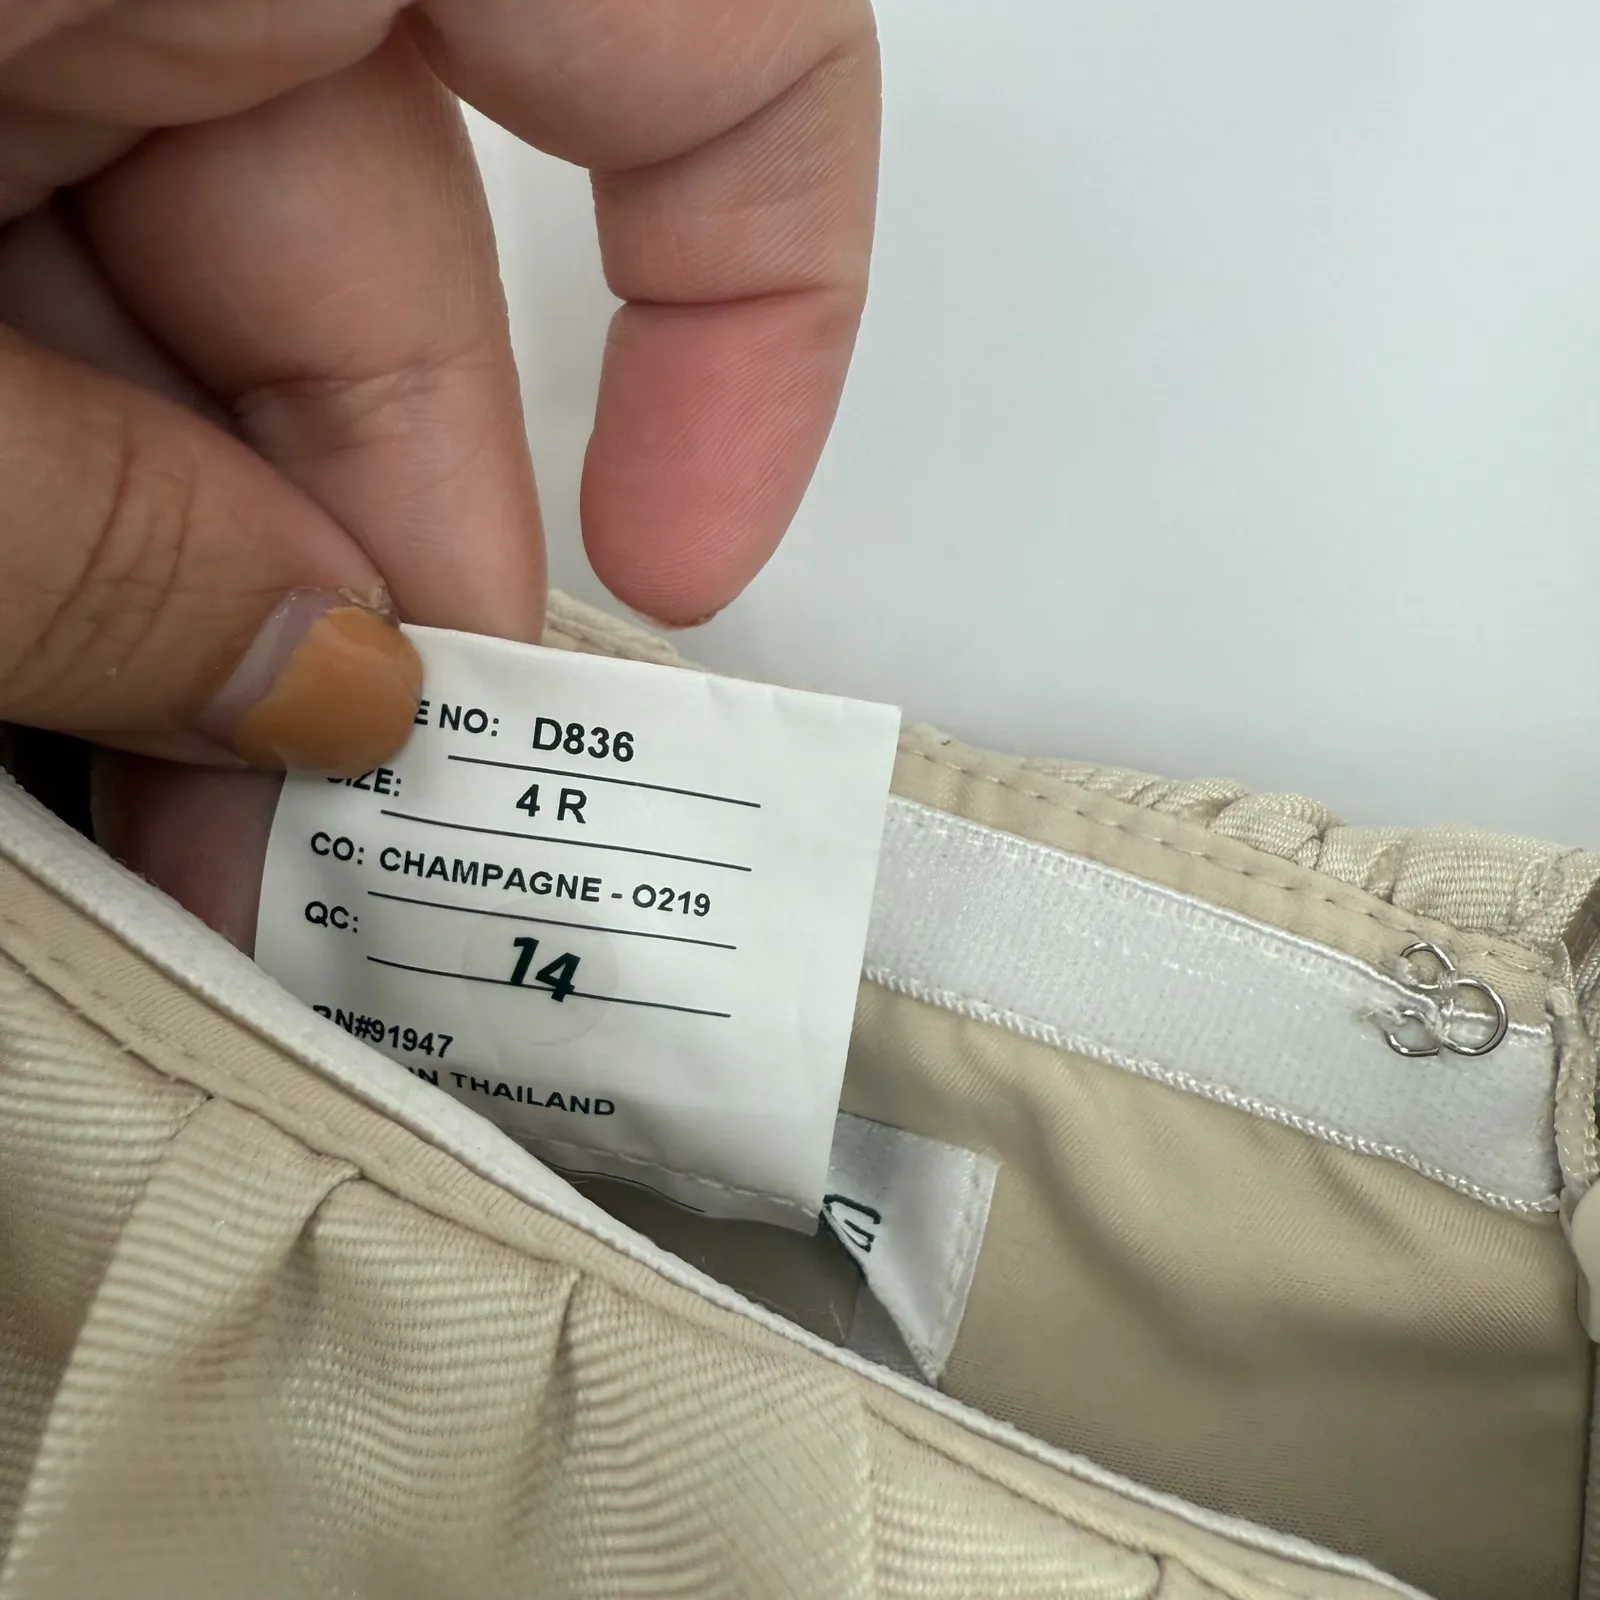 E NO: D836
SIZE: 4 R
CO: CHAMPAGNE - O219
QC: 14
RN#91947
IN THAILAND